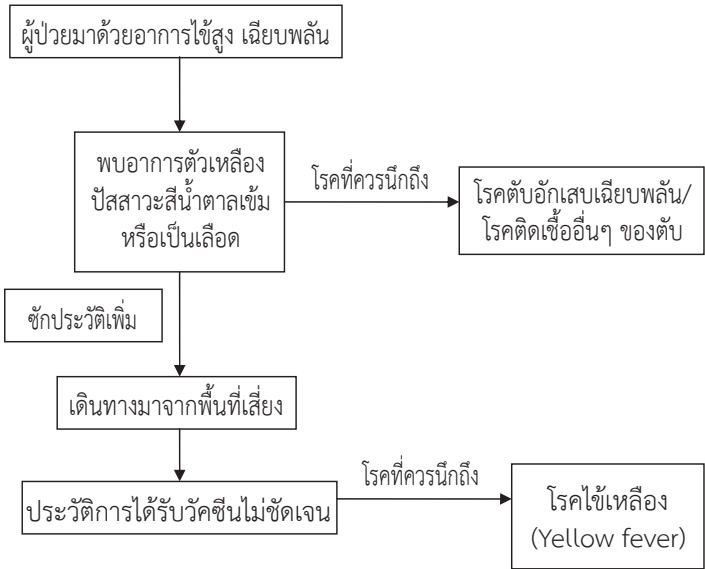 ผู้ป่วยมาด้วยอาการไข้สูง เฉียบพลัน
พบอาการตัวเหลือง
ปัสสาวะสีน้ำตาลเข้ม
หรือเป็นเลือด
โรคที่ควรนึกถึง
โรคตับอักเสบเฉียบพลัน/
โรคติดเชื้ออื่นๆ ของตับ
ซักประวัติเพิ่ม
เดินทางมาจากพื้นที่เสี่ยง
ประวัติการได้รับวัคซีนไม่ชัดเจน
โรคที่ควรนึกถึง
โรคไข้เหลือง
(Yellow fever)